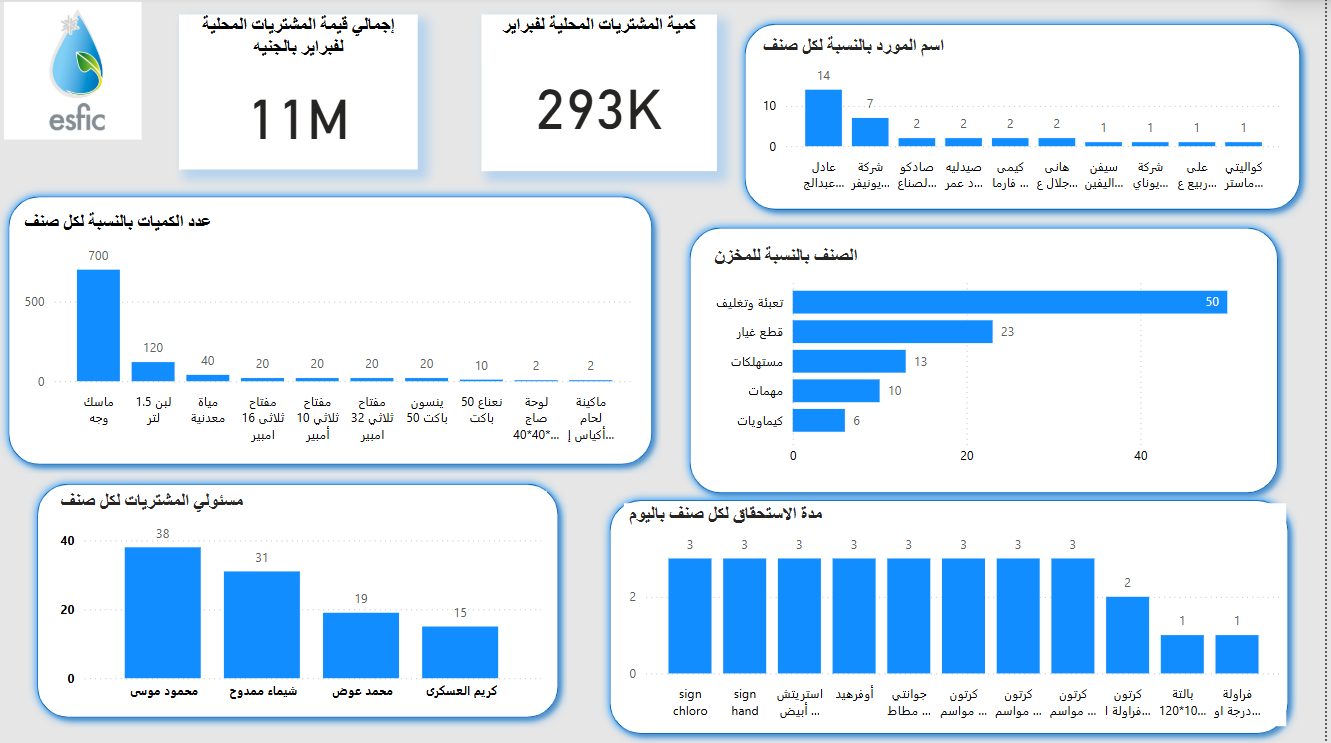 esfic
إجمالي قيمة المشتريات المحلية
لفبراير بالجنيه
11M
كمية المشتريات المحلية لفبراير
293K
اسم المورد بالنسبة لكل صنف
14
7
2
2
2
2
1
1
1
1
10
0
عادل
عبدالج...
شركة
يونيفر...
صادكو
لصناع...
صيدليه
د عمر...
كيمى
فارما ...
هانى
جلال ع...
سيفن
اليفين...
شركة
يوناي...
على
ربيع ع...
كواليتي
ماستر...
عدد الكميات بالنسبة لكل صنف
700
120
40
20
20
20
20
10
2
2
500
0
ماسك
وجه
لبن 1.5
لتر
مياة
معدنية
مفتاح
ثلاثى 16
امبير
مفتاح
ثلاثي 10
أمبير
مفتاح
ثلاثي 32
امبير
ينسون
50 باكت
نعناع 50
باكت
لوحة
صاج
40*40*...
ماكينة
لحام
أكياس إ...
الصنف بالنسبة للمخزن
تعبئة وتغليف
50
قطع غيار
23
مستهلكات
13
مهمات
10
كيماويات
6
0
20
40
مسئولي المشتريات لكل صنف
38
31
19
15
40
20
0
محمود موسى
شيماء ممدوح
محمد عوض
كريم العسكرى
مدة الاستحقاق لكل صنف باليوم
3
3
3
3
3
3
3
3
2
1
1
2
0
sign
chloro
sign
hand
استريتش
أبيض ...
أوفرهيد
جوانتي
مطاط ...
كرتون
مواسم ...
كرتون
مواسم ...
كرتون
مواسم ...
كرتون
فراولة ا...
بالتة
120*10...
فراولة
درجة او...